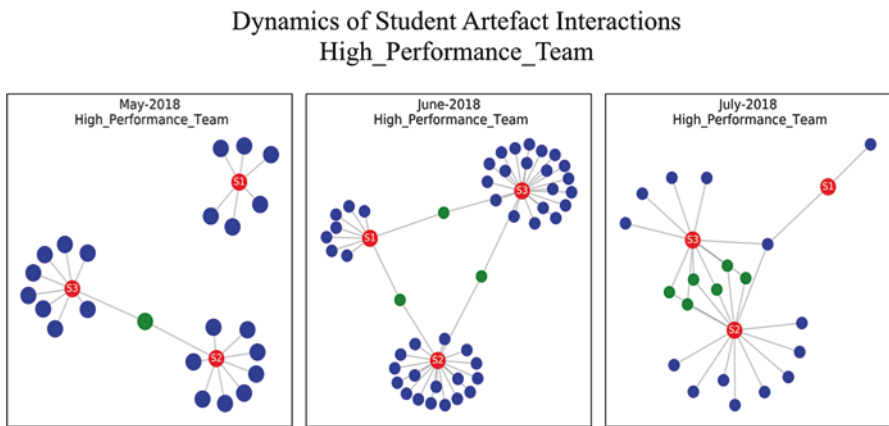 Dynamics of Student Artefact Interactions
High_Performance_Team
May-2018
High_Performance_Team
S1
S3
S2
June-2018
High_Performance_Team
S3
S1
S2
July-2018
High_Performance_Team
S1
S3
S2